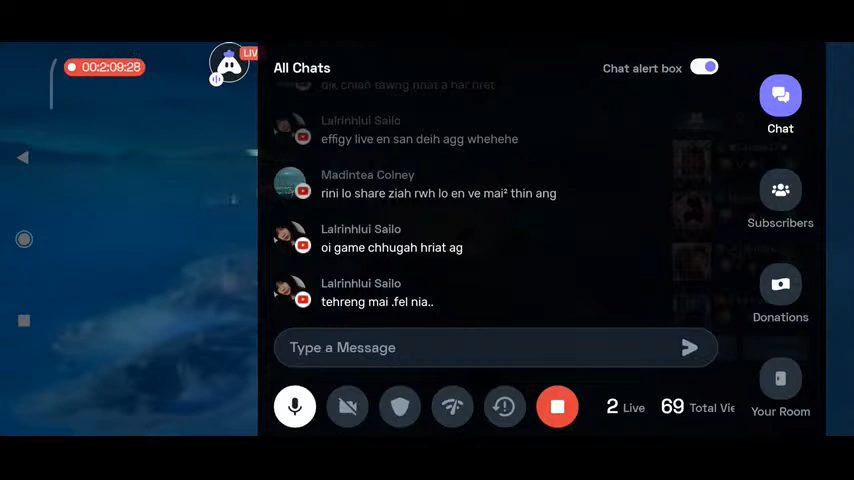 00:2:09:28
LIV
All Chats
Chat alert box
Chat
Lalrinhlui Sailo
effigy live en san deih agg whehehe
Madintea Colney
rini lo share ziah rwh lo en ve mai² thin ang
Subscribers
Lalrinhlui Sailo
oi game chhugah hriat ag
Lalrinhlui Sailo
tehreng mai .fel nia..
Donations
Type a Message
2 Live
69 Total Vie
Your Room